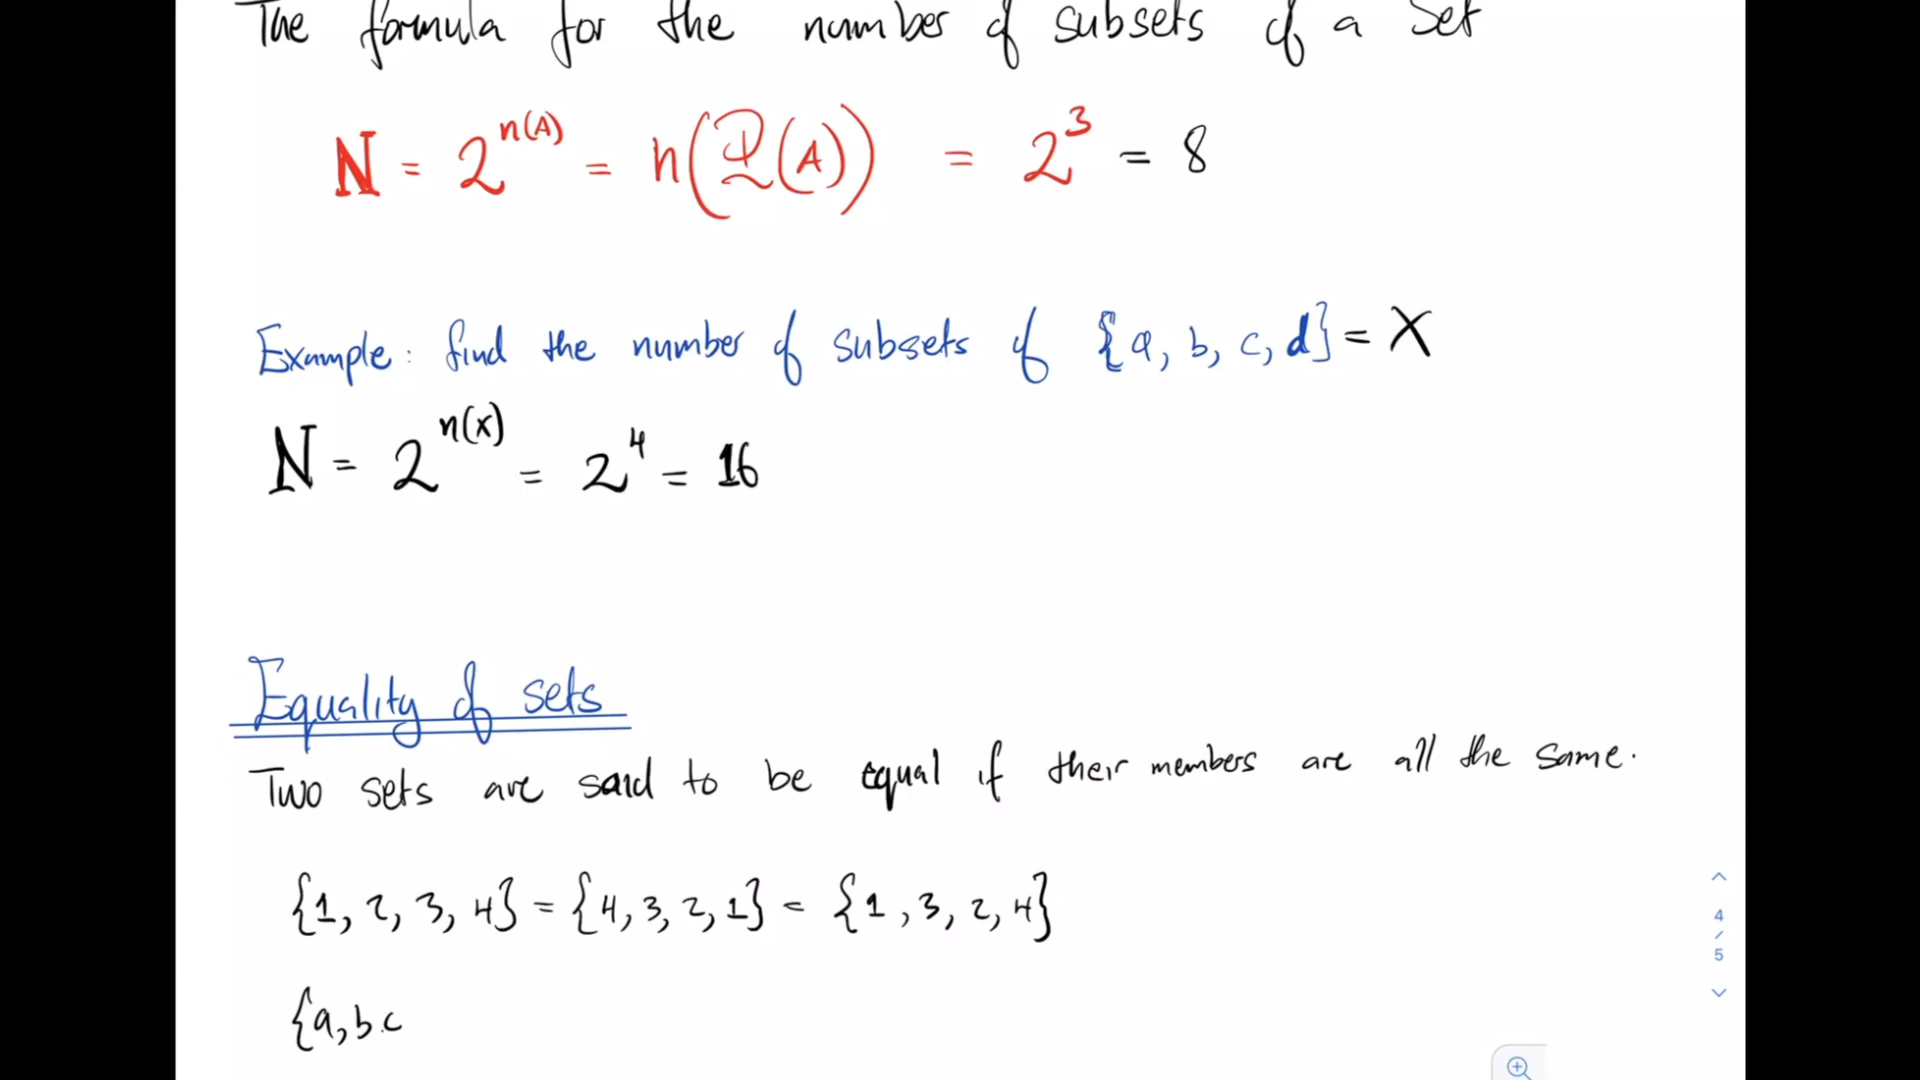 The formula for the number of subsets of a set
N = 2^n(A) = n(P(A)) = 2^3 = 8
Example: find the number of subsets of {a, b, c, d} = X
N = 2^n(x) = 2^4 = 16
Equality of sets
Two sets are said to be equal if their members are all the same.
{1, 2, 3, 4} = {4, 3, 2, 1} = {1, 3, 2, 4}
{a, b. c
4 / 5